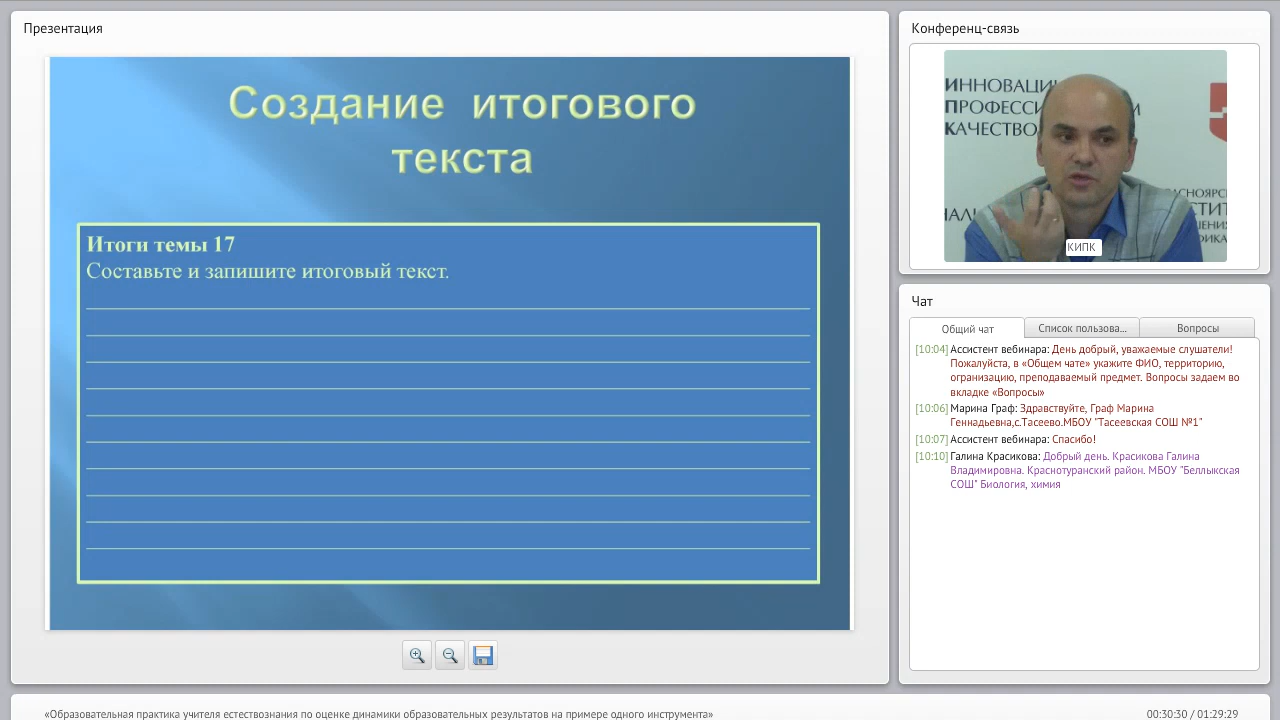 Презентация
Создание итогового
текста
Итоги темы 17
Составьте и запишите итоговый текст.
Конференц-связь
ИННОВАЦИ
ПРОФЕССИ И
КАЧЕСТВО
КИПК
Чат
Общий чат
Список пользова...
Вопросы
[10:04] Ассистент вебинара: День добрый, уважаемые слушатели!
Пожалуйста, в «Общем чате» укажите ФИО, территорию,
огранизацию, преподаваемый предмет. Вопросы задаем во
вкладке «Вопросы»
[10:06] Марина Граф: Здравствуйте, Граф Марина
Геннадьевна,с.Тасеево.МБОУ "Тасеевская СОШ №1"
[10:07] Ассистент вебинара: Спасибо!
[10:10] Галина Красикова: Добрый день. Красикова Галина
Владимировна. Краснотуранский район. МБОУ "Беллыкская
СОШ" Биология, химия
«Образовательная практика учителя естествознания по оценке динамики образовательных результатов на примере одного инструмента»
00:30:30 / 01:29:29